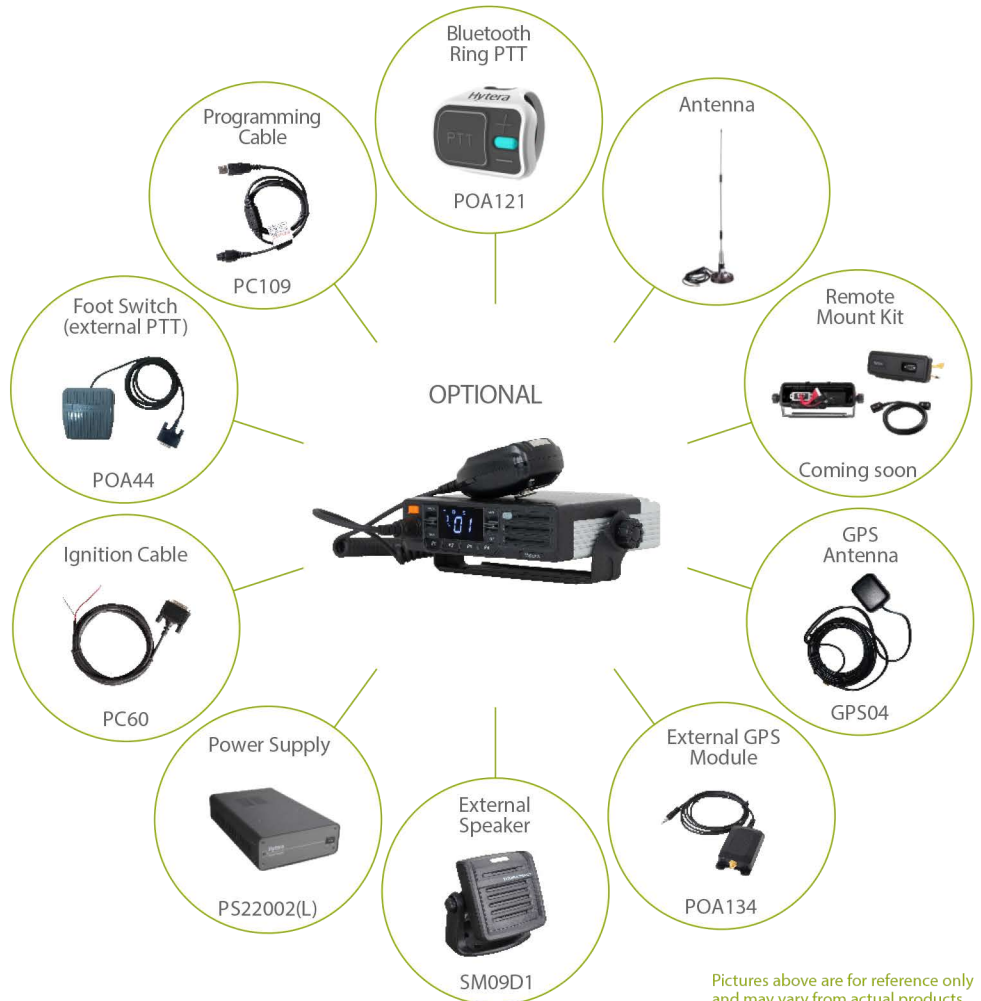 Bluetooth
Ring PTT
Hytera
PTT
POA121
Antenna
Programming
Cable
PC109
Remote
Mount Kit
Coming soon
Foot Switch
(external PTT)
POA44
OPTIONAL
01
GPS
Antenna
GPS04
Ignition Cable
PC60
External GPS
Module
POA134
Power Supply
Hytera
PS22002(L)
External
Speaker
SM09D1
Pictures above are for reference only
and may vary from actual products.